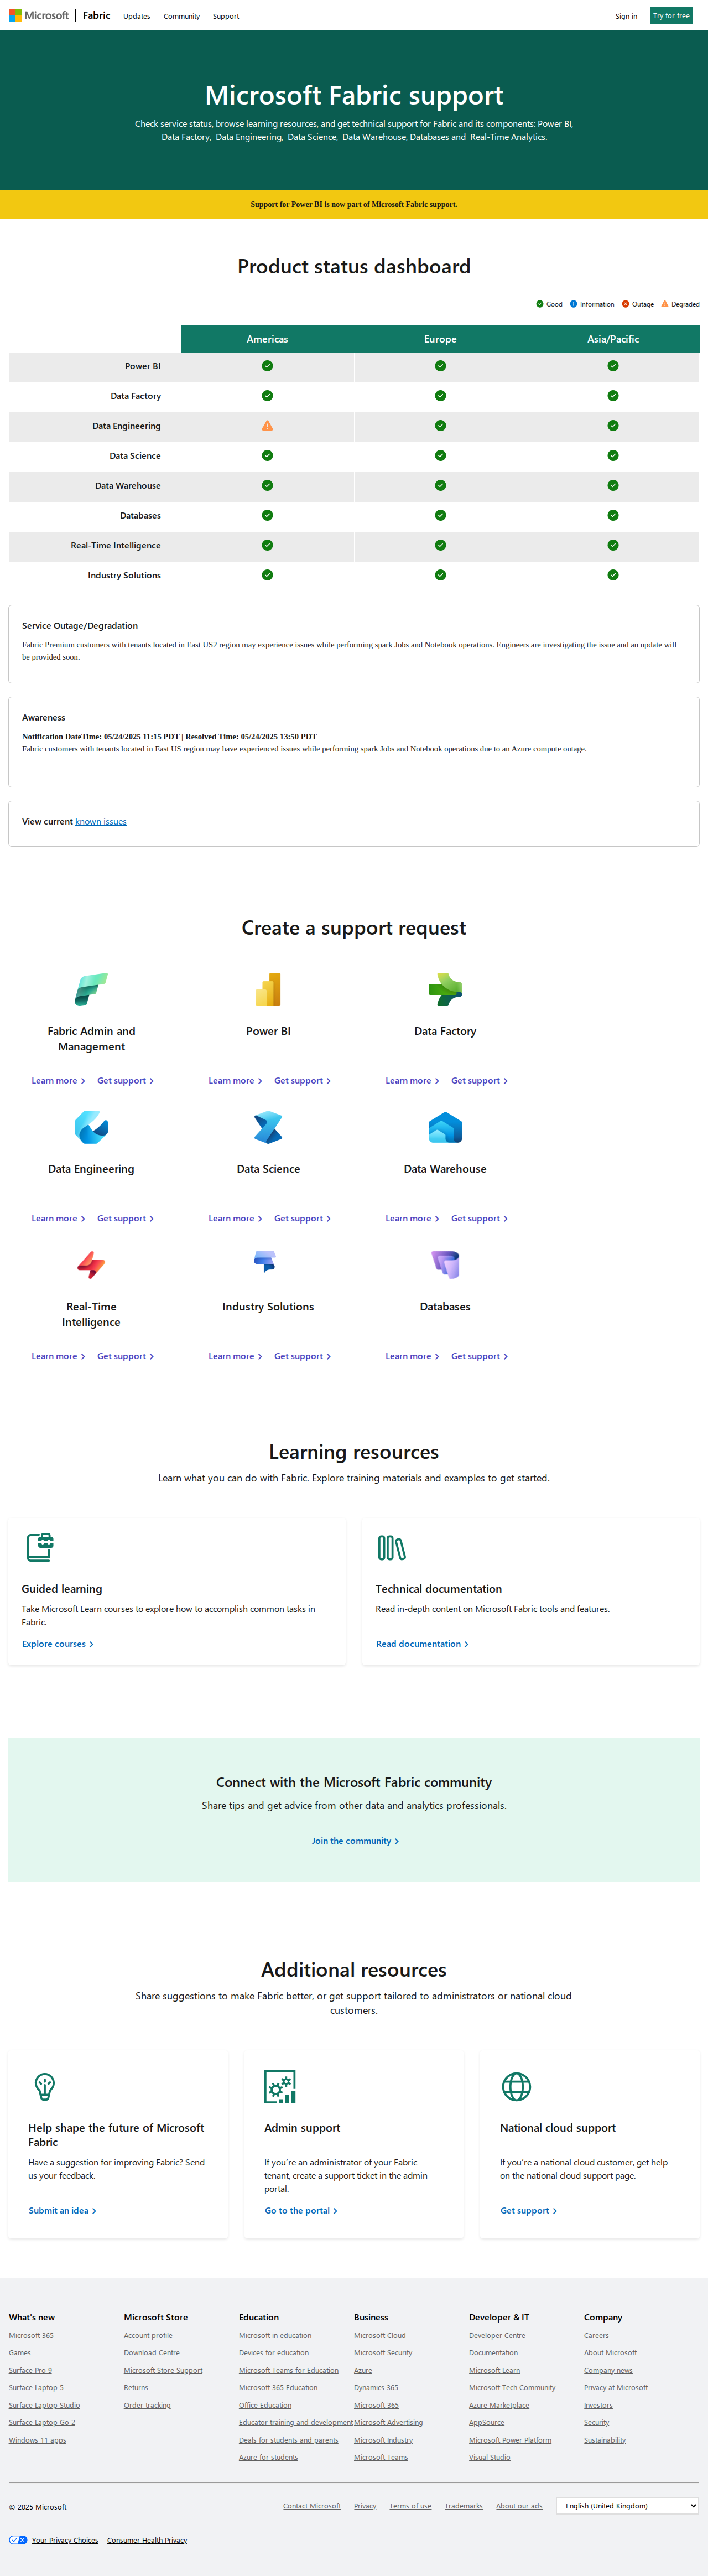 Microsoft Fabric Updates Community Support Sign in Try for free
Microsoft Fabric support
Check service status, browse learning resources, and get technical support for Fabric and its components: Power BI,
Data Factory, Data Engineering, Data Science, Data Warehouse, Databases and Real-Time Analytics.
Support for Power BI is now part of Microsoft Fabric support.
Product status dashboard
Good Information Outage Degraded
Americas Europe Asia/Pacific
Power BI
Data Factory
Data Engineering
Data Science
Data Warehouse
Databases
Real-Time Intelligence
Industry Solutions
Service Outage/Degradation
Fabric Premium customers with tenants located in East US2 region may experience issues while performing spark Jobs and Notebook operations. Engineers are investigating the issue and an update will
be provided soon.
Awareness
Notification DateTime: 05/24/2025 11:15 PDT | Resolved Time: 05/24/2025 13:50 PDT
Fabric customers with tenants located in East US region may have experienced issues while performing spark Jobs and Notebook operations due to an Azure compute outage.
View current known issues
Create a support request
Fabric Admin and
Management
Learn more Get support
Power BI
Learn more Get support
Data Factory
Learn more Get support
Data Engineering
Learn more Get support
Data Science
Learn more Get support
Data Warehouse
Learn more Get support
Real-Time
Intelligence
Learn more Get support
Industry Solutions
Learn more Get support
Databases
Learn more Get support
Learning resources
Learn what you can do with Fabric. Explore training materials and examples to get started.
Guided learning
Take Microsoft Learn courses to explore how to accomplish common tasks in
Fabric.
Explore courses
Technical documentation
Read in-depth content on Microsoft Fabric tools and features.
Read documentation
Connect with the Microsoft Fabric community
Share tips and get advice from other data and analytics professionals.
Join the community
Additional resources
Share suggestions to make Fabric better, or get support tailored to administrators or national cloud
customers.
Help shape the future of Microsoft
Fabric
Have a suggestion for improving Fabric? Send
us your feedback.
Submit an idea
Admin support
If you're an administrator of your Fabric
tenant, create a support ticket in the admin
portal.
Go to the portal
National cloud support
If you're a national cloud customer, get help
on the national cloud support page.
Get support
What's new
Microsoft 365
Games
Surface Pro 9
Surface Laptop 5
Surface Laptop Studio
Surface Laptop Go 2
Windows 11 apps
Microsoft Store
Account profile
Download Centre
Microsoft Store Support
Returns
Order tracking
Education
Microsoft in education
Devices for education
Microsoft Teams for Education
Microsoft 365 Education
Office Education
Educator training and development
Deals for students and parents
Azure for students
Business
Microsoft Cloud
Microsoft Security
Azure
Dynamics 365
Microsoft 365
Microsoft Advertising
Microsoft Industry
Microsoft Teams
Developer & IT
Developer Centre
Documentation
Microsoft Learn
Microsoft Tech Community
Azure Marketplace
AppSource
Microsoft Power Platform
Visual Studio
Company
Careers
About Microsoft
Company news
Privacy at Microsoft
Investors
Security
Sustainability
© 2025 Microsoft Contact Microsoft Privacy Terms of use Trademarks About our ads English (United Kingdom)
Your Privacy Choices Consumer Health Privacy